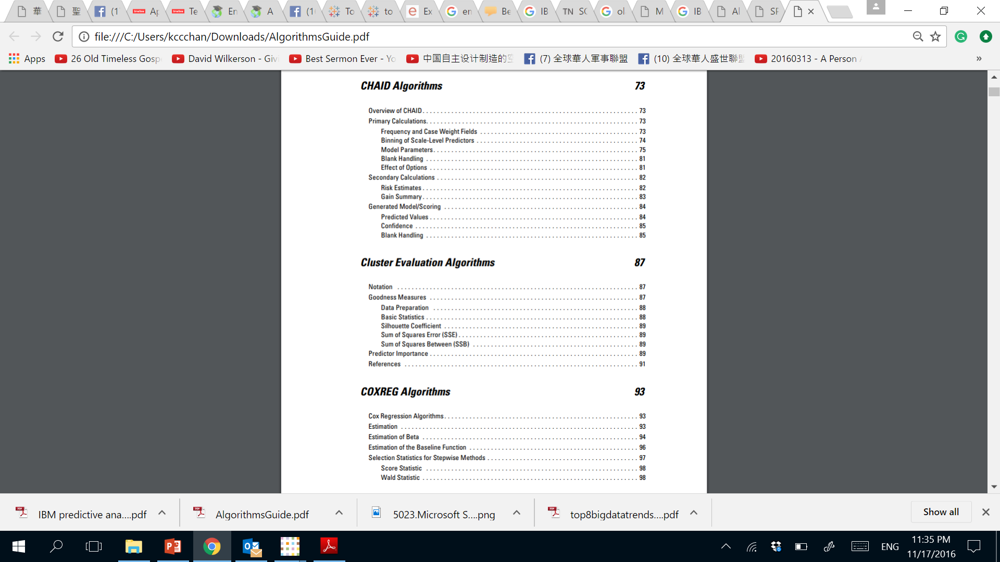 華 聖 (1 Ap Te En A (1 To to Ex en Be IB TN SC ol M IB Al SF
file:///C:/Users/kccchan/Downloads/AlgorithmsGuide.pdf
Apps 26 Old Timeless Gosp David Wilkerson - Givi Best Sermon Ever - Yo 中国自主设计制造的空 (7) 全球華人軍事聯盟 (10) 全球華人盛世聯盟 20160313 - A Person »
CHAID Algorithms 73
Overview of CHAID 73
Primary Calculations 73
Frequency and Case Weight Fields 73
Binning of Scale-Level Predictors 74
Model Parameters 75
Blank Handling 81
Effect of Options 81
Secondary Calculations 82
Risk Estimates 82
Gain Summary 83
Generated Model/Scoring 84
Predicted Values 84
Confidence 85
Blank Handling 85
Cluster Evaluation Algorithms 87
Notation 87
Goodness Measures 87
Data Preparation 88
Basic Statistics 88
Silhouette Coefficient 89
Sum of Squares Error (SSE) 89
Sum of Squares Between (SSB) 89
Predictor Importance 89
References 91
COXREG Algorithms 93
Cox Regression Algorithms 93
Estimation 93
Estimation of Beta 94
Estimation of the Baseline Function 96
Selection Statistics for Stepwise Methods 97
Score Statistic 98
Wald Statistic 98
IBM predictive ana....pdf AlgorithmsGuide.pdf 5023.Microsoft S....png top8bigdatatrends....pdf Show all
ENG 11:35 PM
11/17/2016